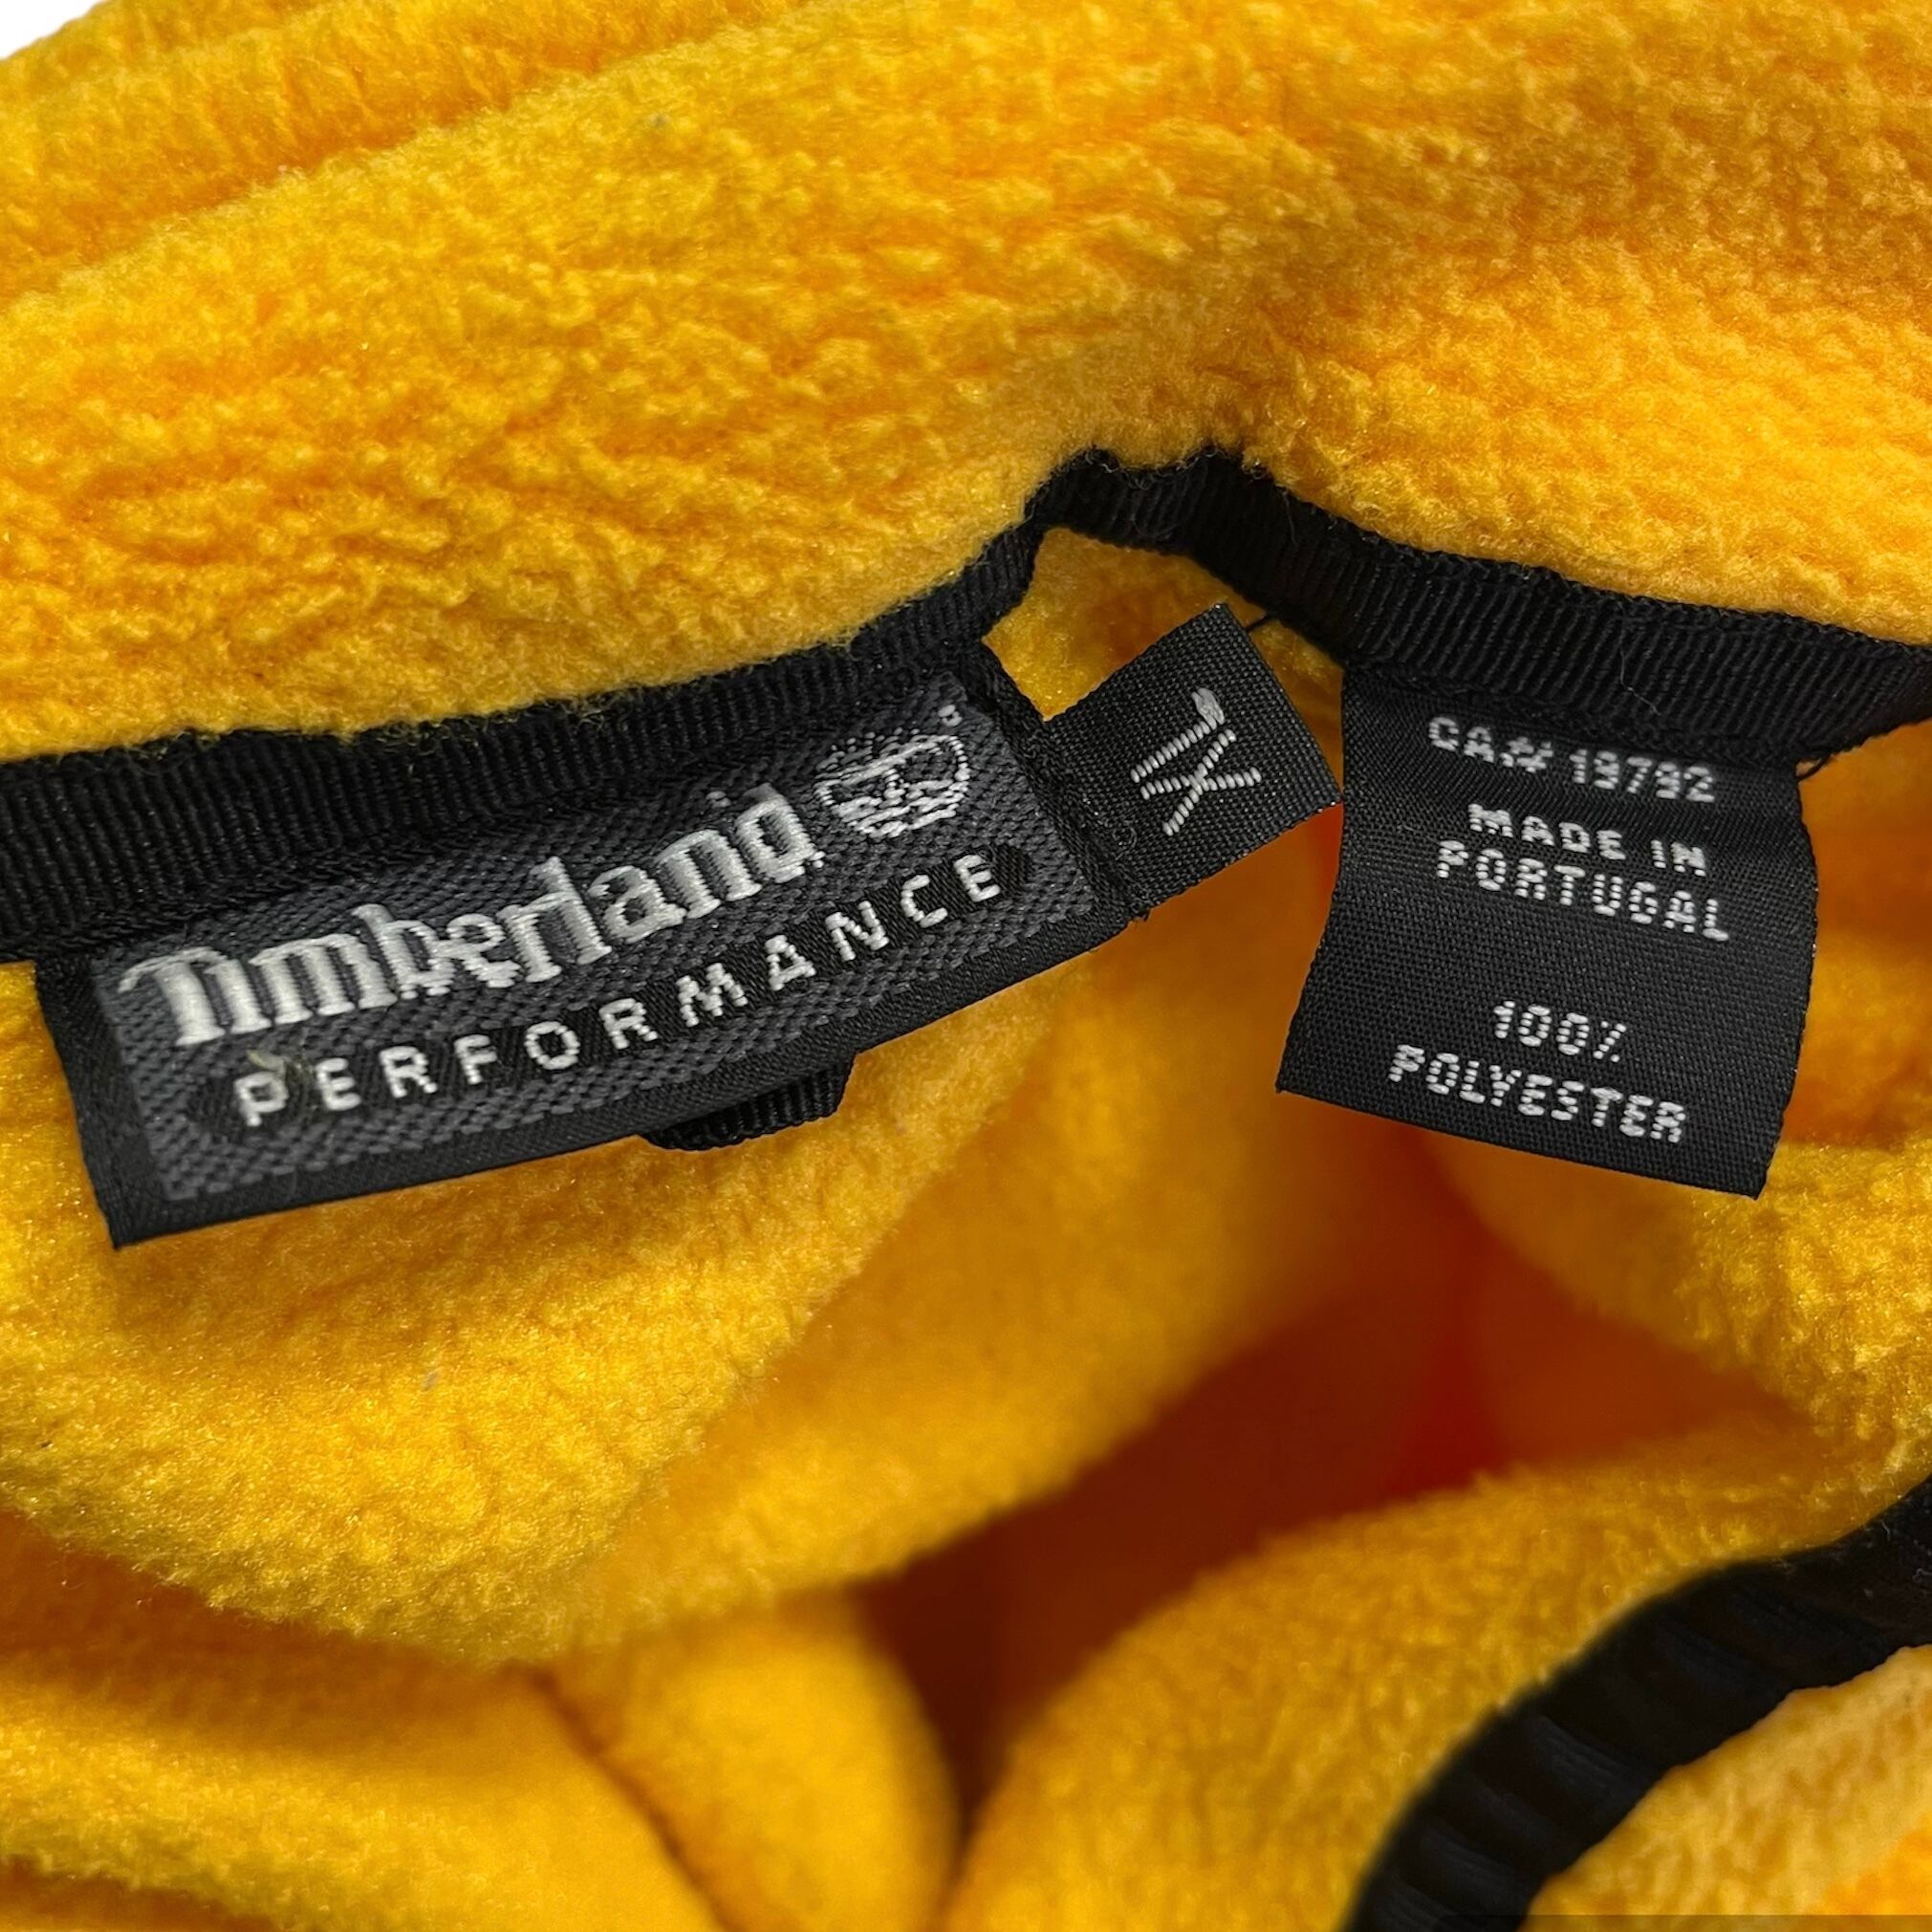 Timberland
PERFORMANCE
XL
CA# 19792
MADE IN
PORTUGAL
100%
POLYESTER